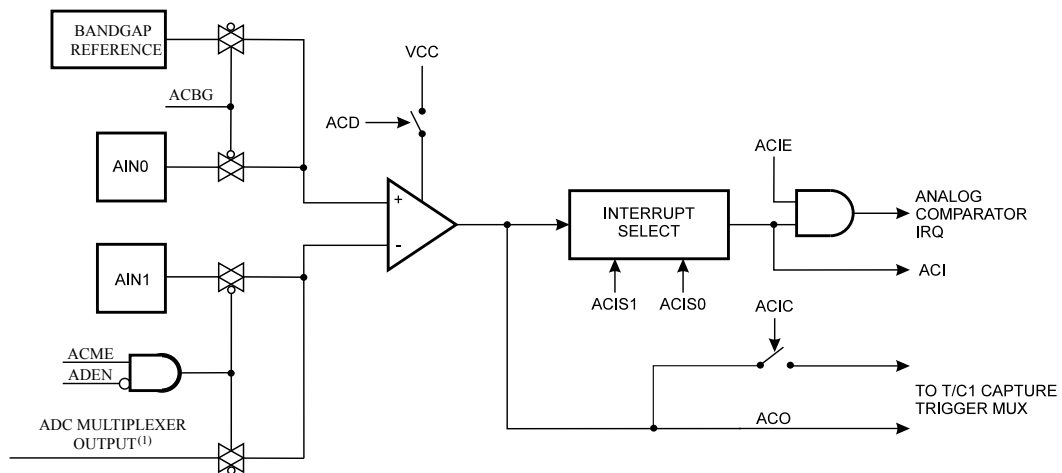 BANDGAP
REFERENCE
VCC
ACBG
ACD
AIN0
ACIE
+
INTERRUPT
SELECT
ANALOG
COMPARATOR
IRQ
-
AIN1
ACI
ACIS1
ACIS0
ACIC
ACME
ADEN
TO T/C1 CAPTURE
TRIGGER MUX
ADC MULTIPLEXER
OUTPUT(1)
ACO